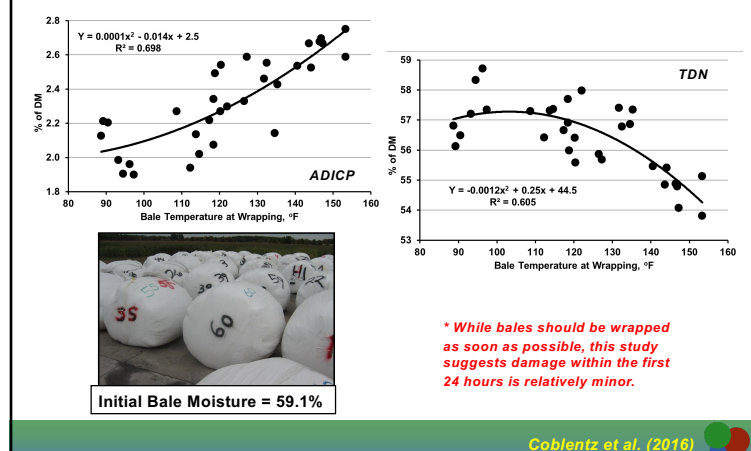 2.8
2.6
2.4
2.2
2.0
1.8
% of DM
Y = 0.0001x² - 0.014x + 2.5
R² = 0.698
ADICP
80 90 100 110 120 130 140 150 160
Bale Temperature at Wrapping, °F
59
58
57
56
55
54
53
% of DM
TDN
Y = -0.0012x² + 0.25x + 44.5
R² = 0.605
80 90 100 110 120 130 140 150 160
Bale Temperature at Wrapping, °F
35
60
Initial Bale Moisture = 59.1%
* While bales should be wrapped
as soon as possible, this study
suggests damage within the first
24 hours is relatively minor.
Coblentz et al. (2016)